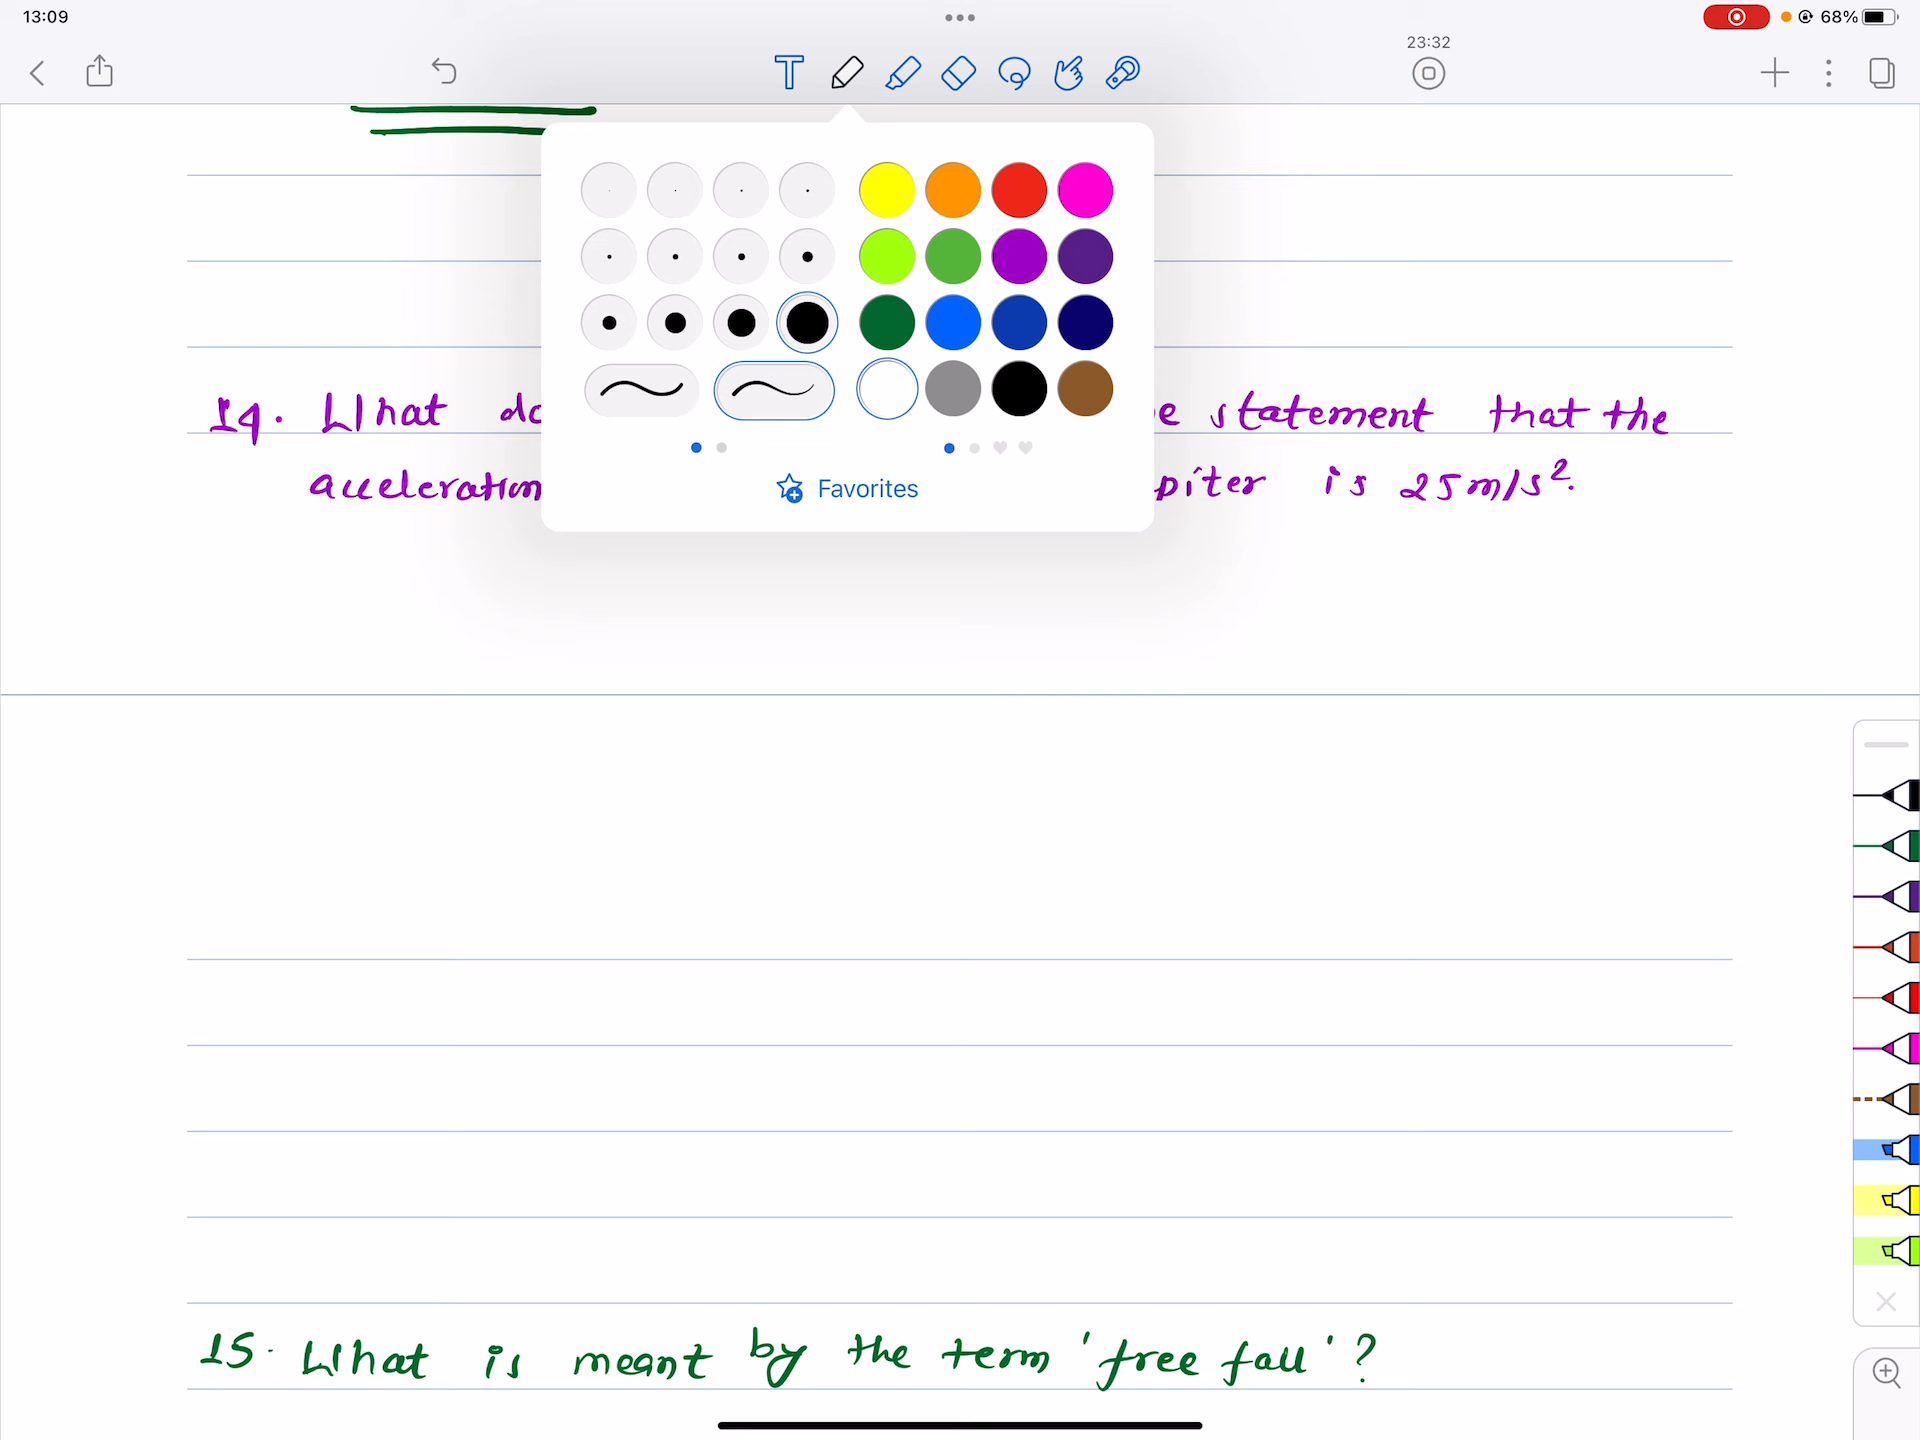 13:09
68%
23:32
14. What do e statement that the
acceleration piter is 25m/s².
Favorites
15. What is meant by the term 'free fall'?